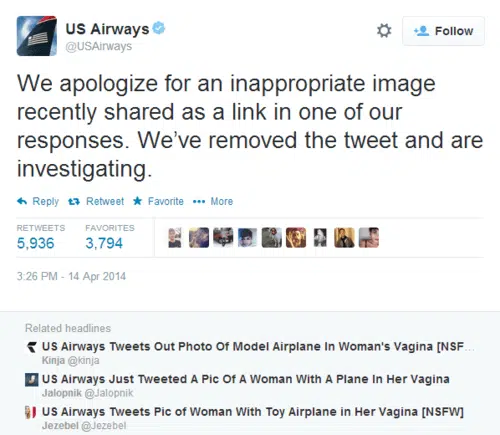 US Airways
@USAirways
Follow
We apologize for an inappropriate image
recently shared as a link in one of our
responses. We've removed the tweet and are
investigating.
Reply Retweet Favorite ••• More
RETWEETS FAVORITES
5,936 3,794
3:26 PM - 14 Apr 2014
Related headlines
US Airways Tweets Out Photo Of Model Airplane In Woman's Vagina [NSF...
Kinja @kinja
US Airways Just Tweeted A Pic Of A Woman With A Plane In Her Vagina
Jalopnik @Jalopnik
US Airways Tweets Pic of Woman With Toy Airplane in Her Vagina [NSFW]
Jezebel @Jezebel